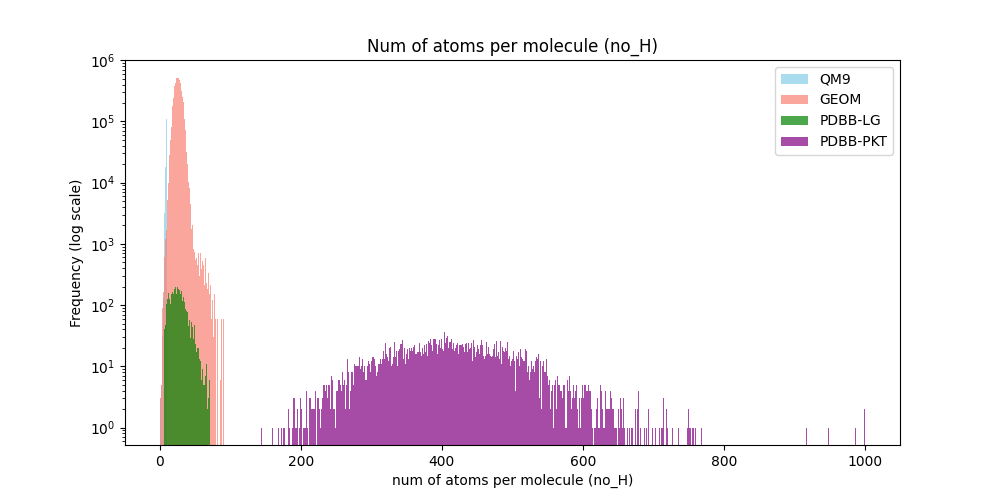 Num of atoms per molecule (no_H)
QM9
GEOM
PDBB-LG
PDBB-PKT
Frequency (log scale)
10^6
10^5
10^4
10^3
10^2
10^1
10^0
0 200 400 600 800 1000
num of atoms per molecule (no_H)